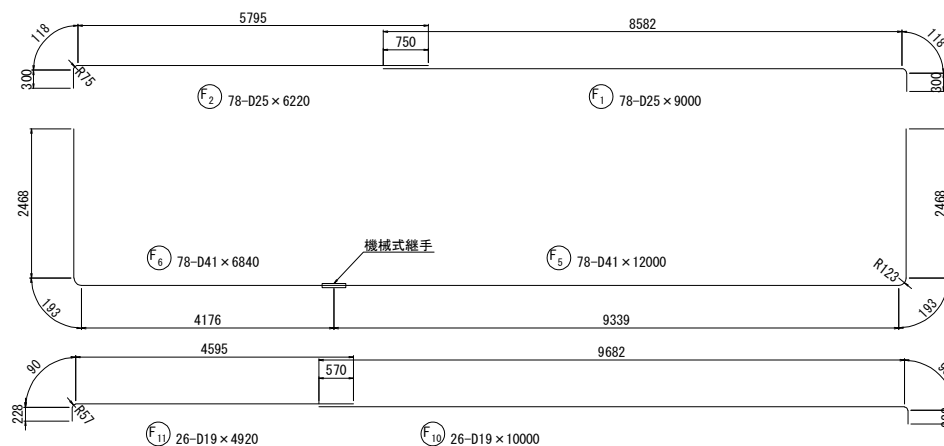 5795
8582
118
750
118
R75
300
300
F2 78-D25×6220
F1 78-D25×9000
2468
2468
機械式継手
F6 78-D41×6840
F5 78-D41×12000
R123
193
193
4176
9339
4595
9682
90
570
R57
228
F11 26-D19×4920
F10 26-D19×10000